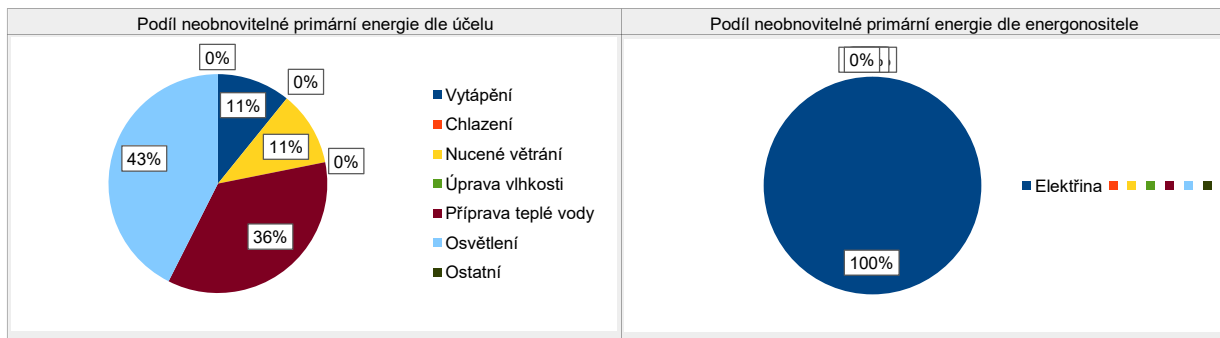 Podíl neobnovitelné primární energie dle účelu
0%
0%
11%
11%
0%
43%
36%
Vytápění
Chlazení
Nucené větrání
Úprava vlhkosti
Příprava teplé vody
Osvětlení
Ostatní
Podíl neobnovitelné primární energie dle energonositele
0%
100%
Elektřina